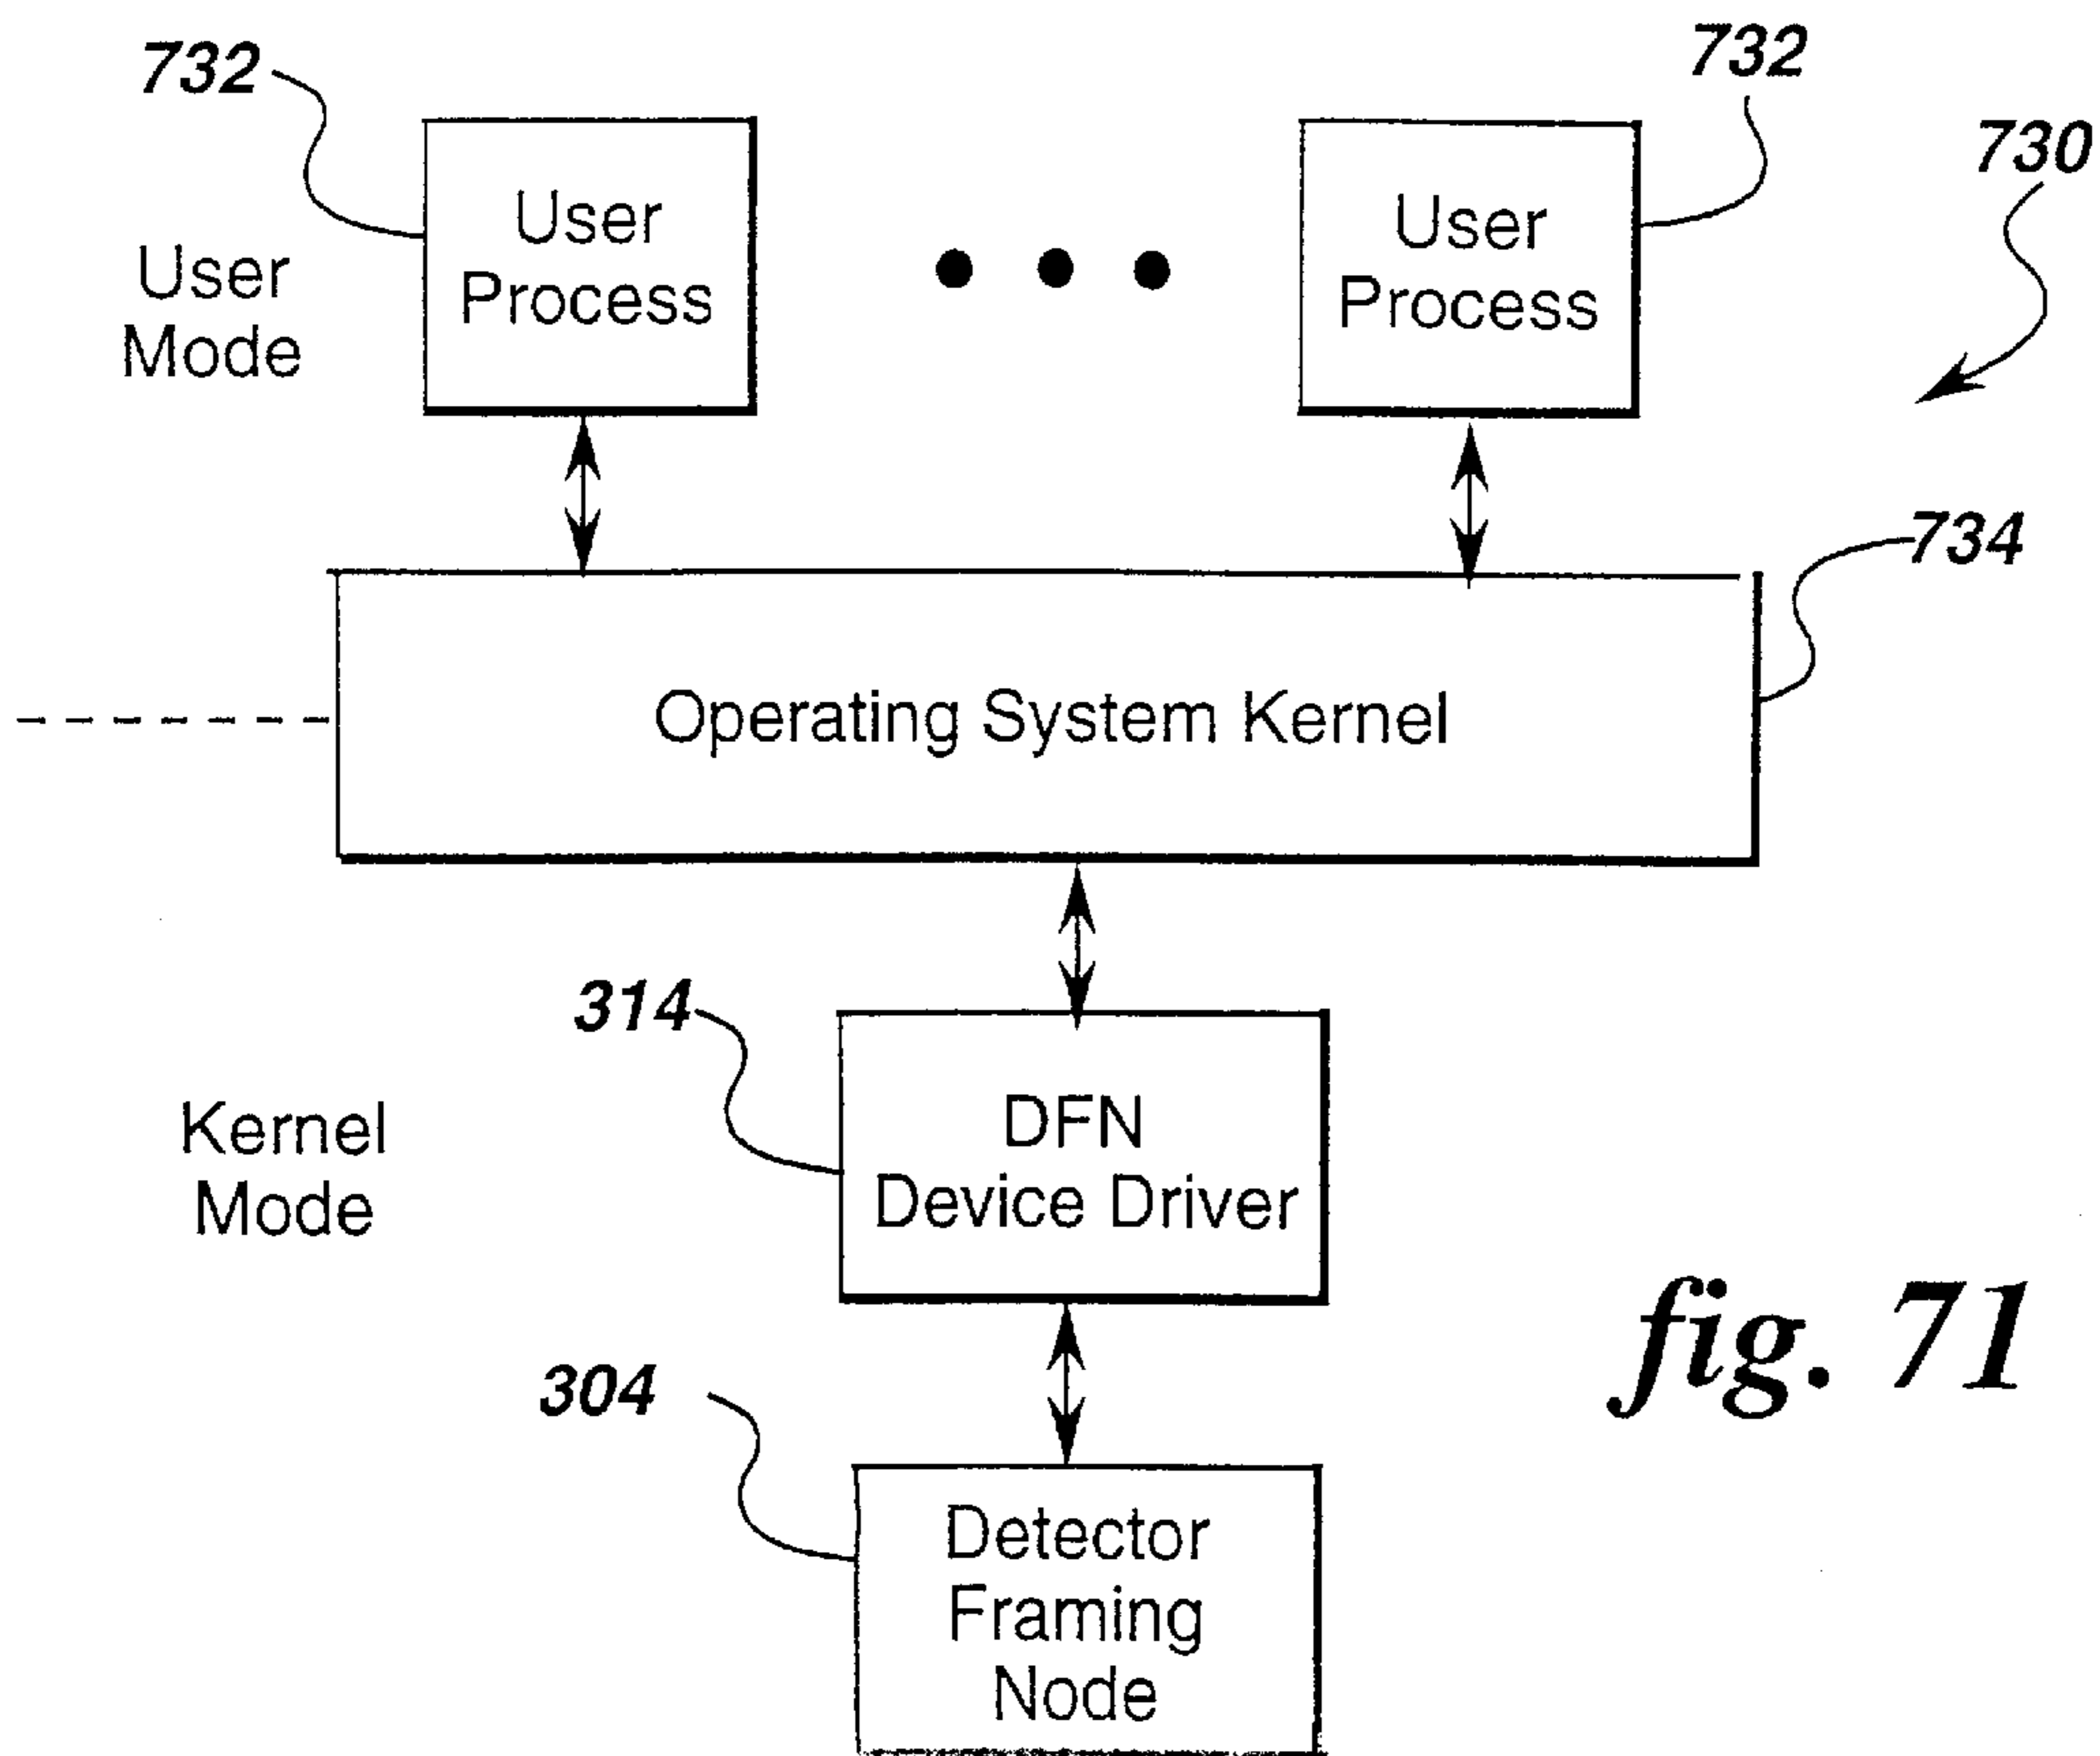 732
732
730
User
Process
User
Process
User
Mode
734
Operating System Kernel
314
DFN
Device Driver
Kernel
Mode
fig. 71
304
Detector
Framing
Node